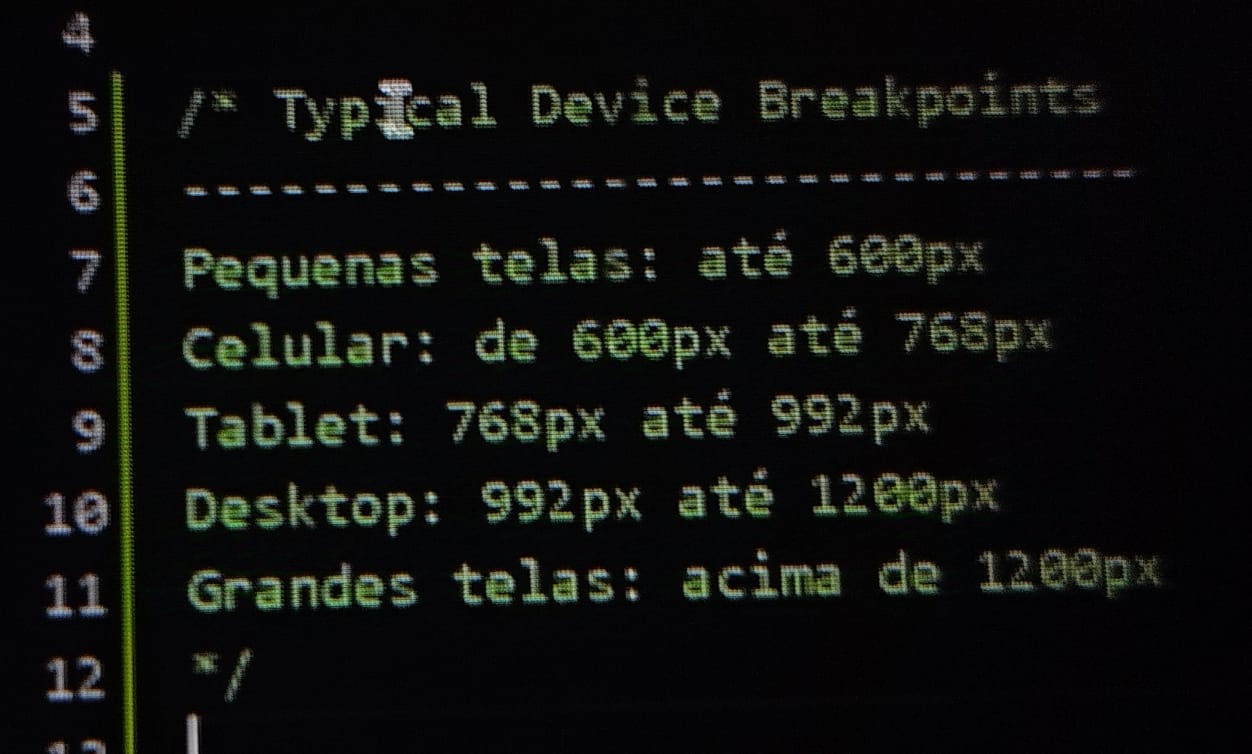 4
5 /* Typical Device Breakpoints
6 ------------------------------
7 Pequenas telas: até 600px
8 Celular: de 600px até 768px
9 Tablet: 768px até 992px
10 Desktop: 992px até 1200px
11 Grandes telas: acima de 1200px
12 */
13